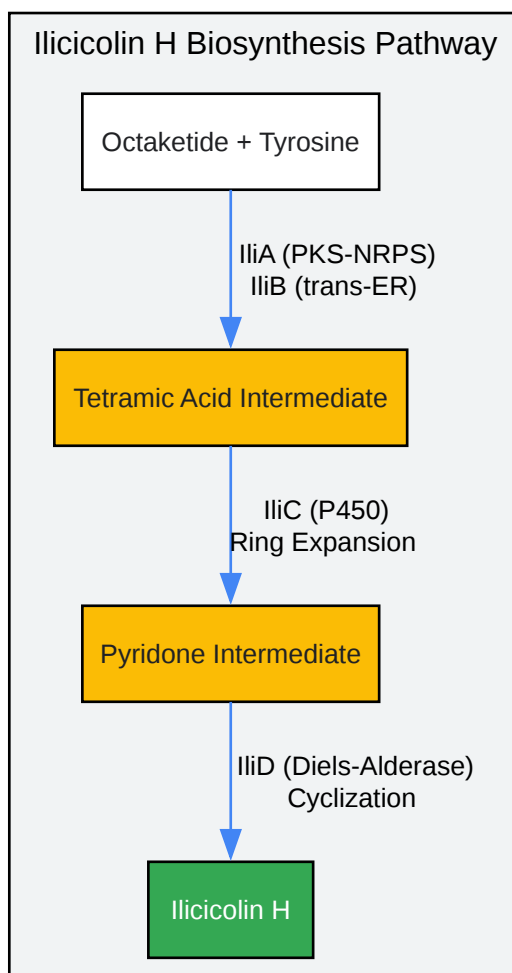 Ilicicolin H Biosynthesis Pathway
Octaketide + Tyrosine
IliA (PKS-NRPS)
IliB (trans-ER)
Tetramic Acid Intermediate
IliC (P450)
Ring Expansion
Pyridone Intermediate
IliD (Diels-Alderase)
Cyclization
Ilicicolin H